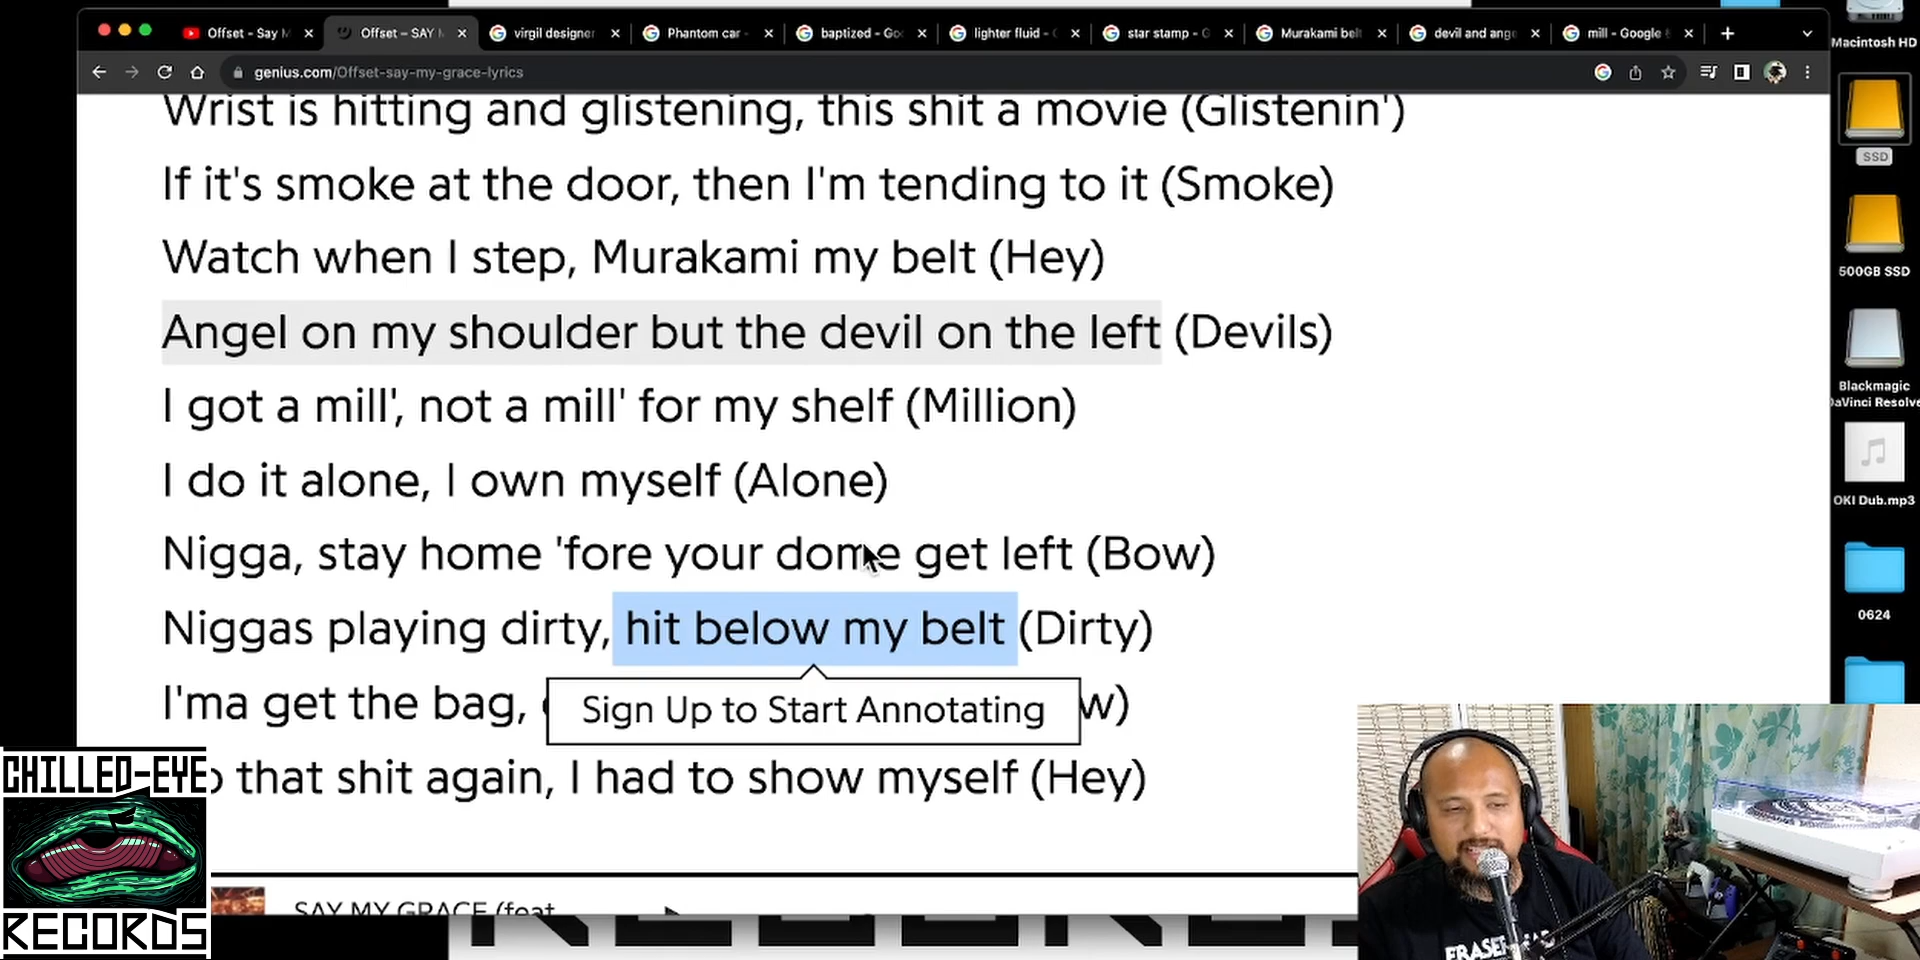 Offset - Say M
Offset – SAY M
virgil designer
Phantom car -
baptized - Go
lighter fluid - G
star stamp - G
Murakami belt
devil and ange
mill - Google
Macintosh HD
genius.com/Offset-say-my-grace-lyrics
Wrist is hitting and glistening, this shit a movie (Glistenin')
If it's smoke at the door, then I'm tending to it (Smoke)
SSD
Watch when I step, Murakami my belt (Hey)
500GB SSD
Angel on my shoulder but the devil on the left (Devils)
I got a mill', not a mill' for my shelf (Million)
Blackmagic
DaVinci Resolve
I do it alone, I own myself (Alone)
OKI Dub.mp3
Nigga, stay home 'fore your dome get left (Bow)
Niggas playing dirty, hit below my belt (Dirty)
0624
I'ma get the bag,
w)
Sign Up to Start Annotating
that shit again, I had to show myself (Hey)
CHILLED-EYE
RECORDS
SAY MY GRACE (feat